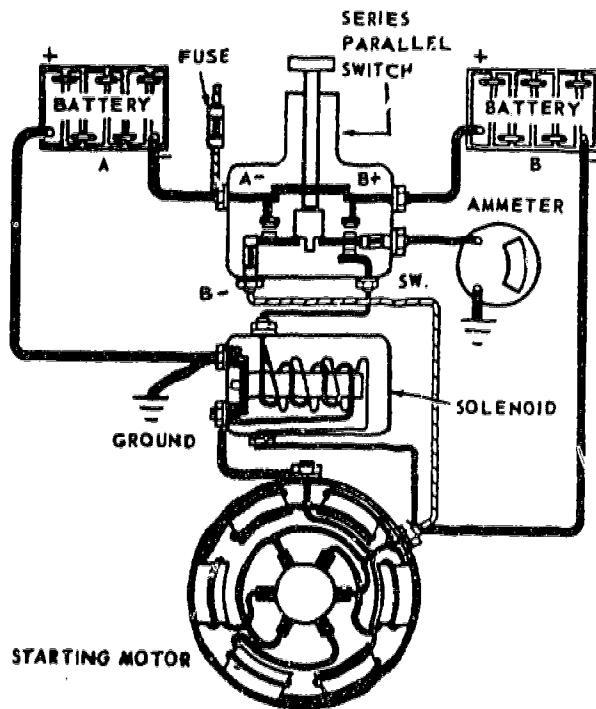 SERIES
PARALLEL
SWITCH
FUSE
+
BATTERY
A
-
+
BATTERY
B
-
A-
B+
AMMETER
B-
SW.
SOLENOID
GROUND
STARTING MOTOR